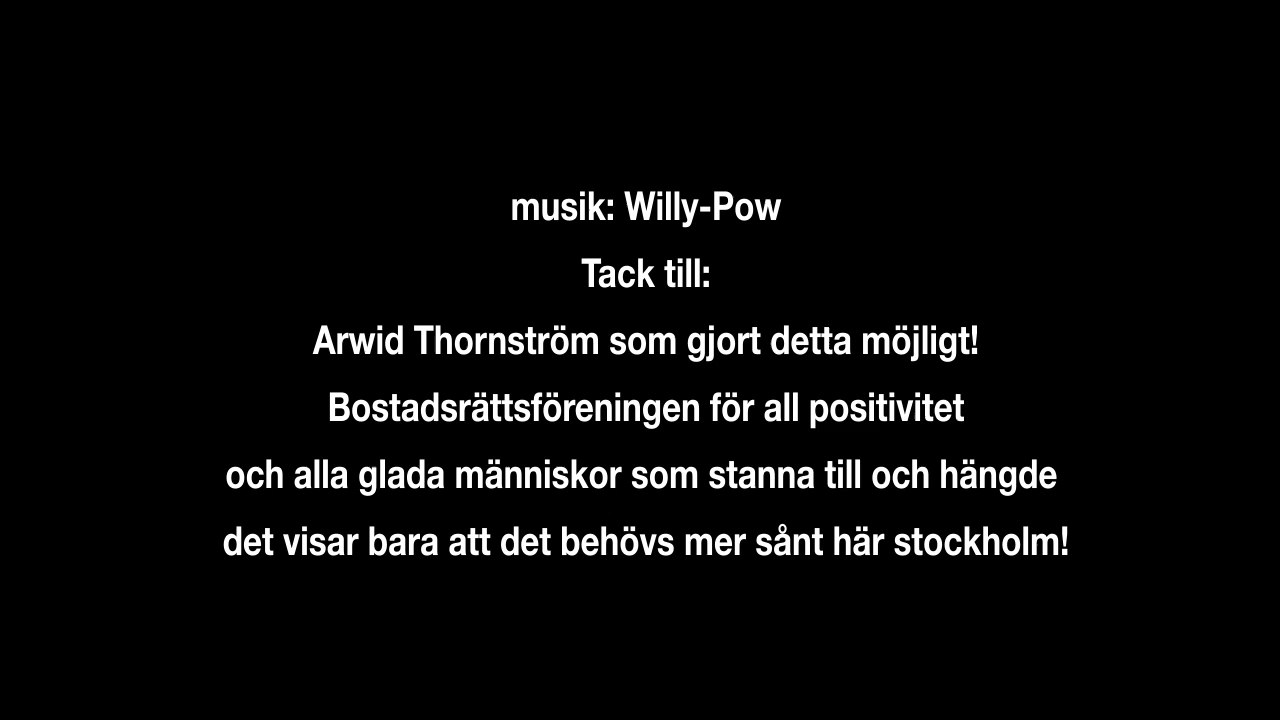 musik: Willy-Pow
Tack till:
Arwid Thornström som gjort detta möjligt!
Bostadsrättsföreningen för all positivitet
och alla glada människor som stanna till och hängde
det visar bara att det behövs mer sånt här stockholm!